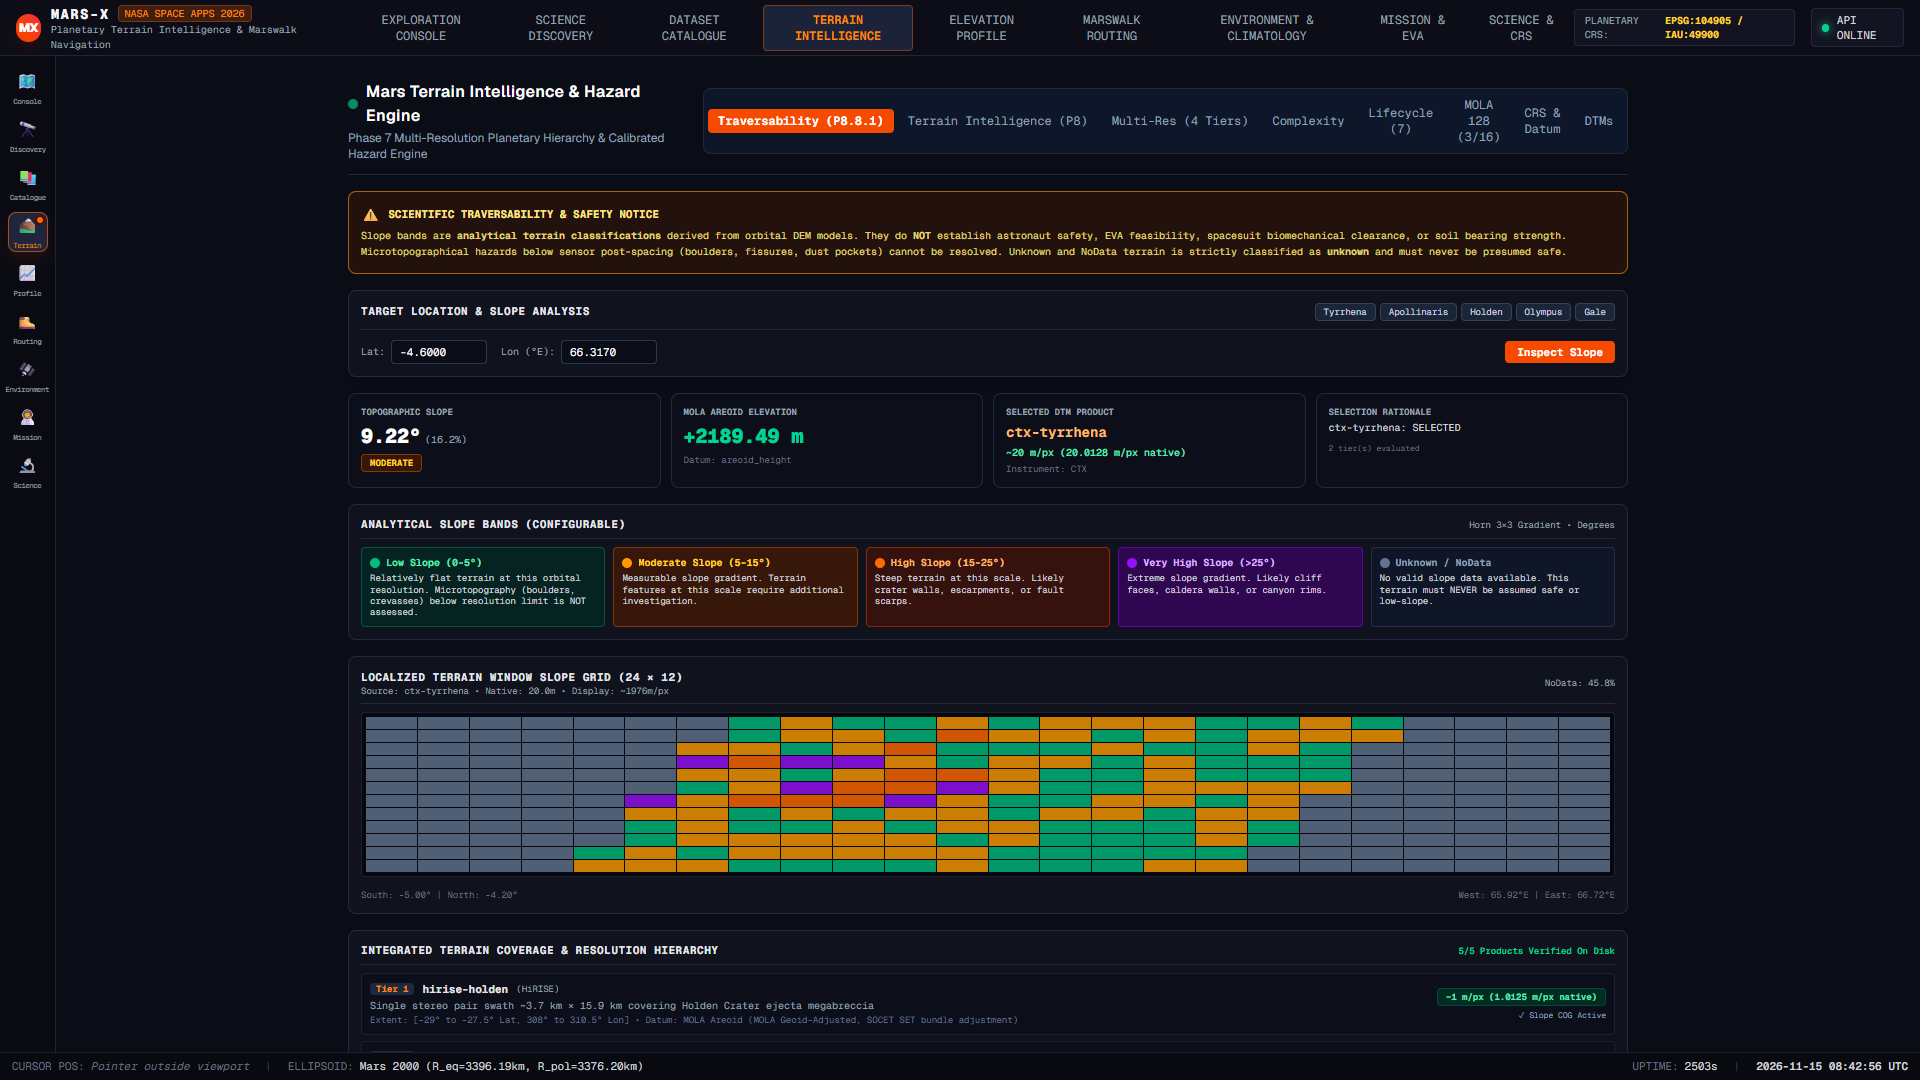 MX
MARS-X NASA SPACE APPS 2026
Planetary Terrain Intelligence & Marswalk
Navigation
EXPLORATION
CONSOLE
SCIENCE
DISCOVERY
DATASET
CATALOGUE
TERRAIN
INTELLIGENCE
ELEVATION
PROFILE
MARSWALK
ROUTING
ENVIRONMENT &
CLIMATOLOGY
MISSION &
EVA
SCIENCE &
CRS
PLANETARY
CRS:
EPSG:104905 /
IAU:49900
API
ONLINE
Console
Discovery
Catalogue
Terrain
Profile
Routing
Environment
Mission
Science
Mars Terrain Intelligence & Hazard
Engine
Phase 7 Multi-Resolution Planetary Hierarchy & Calibrated
Hazard Engine
Traversability (P8.8.1)
Terrain Intelligence (P8)
Multi-Res (4 Tiers)
Complexity
Lifecycle
(7)
MOLA
128
(3/16)
CRS &
Datum
DTMs
SCIENTIFIC TRAVERSABILITY & SAFETY NOTICE
Slope bands are analytical terrain classifications derived from orbital DEM models. They do NOT establish astronaut safety, EVA feasibility, spacesuit biomechanical clearance, or soil bearing strength.
Microtopographical hazards below sensor post-spacing (boulders, fissures, dust pockets) cannot be resolved. Unknown and NoData terrain is strictly classified as unknown and must never be presumed safe.
TARGET LOCATION & SLOPE ANALYSIS
Tyrrhena Apollinaris Holden Olympus Gale
Lat: -4.6000 Lon (°E): 66.3170
Inspect Slope
TOPOGRAPHIC SLOPE
9.22° (16.2%)
MODERATE
MOLA AREOID ELEVATION
+2189.49 m
Datum: areoid_height
SELECTED DTM PRODUCT
ctx-tyrrhena
~20 m/px (20.0128 m/px native)
Instrument: CTX
SELECTION RATIONALE
ctx-tyrrhena: SELECTED
2 tier(s) evaluated
ANALYTICAL SLOPE BANDS (CONFIGURABLE)
Horn 3×3 Gradient • Degrees
Low Slope (0-5°)
Relatively flat terrain at this orbital
resolution. Microtopography (boulders,
crevasses) below resolution limit is NOT
assessed.
Moderate Slope (5-15°)
Measurable slope gradient. Terrain
features at this scale require additional
investigation.
High Slope (15-25°)
Steep terrain at this scale. Likely
crater walls, escarpments, or fault
scarps.
Very High Slope (>25°)
Extreme slope gradient. Likely cliff
faces, caldera walls, or canyon rims.
Unknown / NoData
No valid slope data available. This
terrain must NEVER be assumed safe or
low-slope.
LOCALIZED TERRAIN WINDOW SLOPE GRID (24 × 12)
Source: ctx-tyrrhena • Native: 20.0m • Display: ~1976m/px
NoData: 45.8%
South: -5.00° | North: -4.20°
West: 65.92°E | East: 66.72°E
INTEGRATED TERRAIN COVERAGE & RESOLUTION HIERARCHY
5/5 Products Verified On Disk
Tier 1 hirise-holden (HiRISE)
Single stereo pair swath ~3.7 km × 15.9 km covering Holden Crater ejecta megabreccia
Extent: [-29° to -27.5° Lat, 308° to 310.5° Lon] • Datum: MOLA Areoid (MOLA Geoid-Adjusted, SOCET SET bundle adjustment)
~1 m/px (1.0125 m/px native)
✓ Slope COG Active
CURSOR POS: Pointer outside viewport | ELLIPSOID: Mars 2000 (R_eq=3396.19km, R_pol=3376.20km)
UPTIME: 2503s | 2026-11-15 08:42:56 UTC